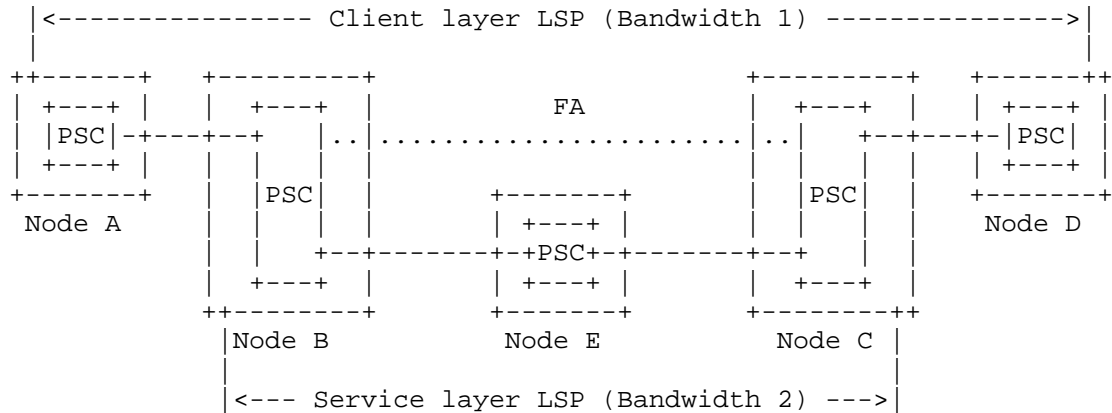 |<---------------- Client layer LSP (Bandwidth 1) --------------->|
FA
PSC PSC
PSC PSC
Node A Node D
PSC
Node B Node E Node C
|<--- Service layer LSP (Bandwidth 2) --->|